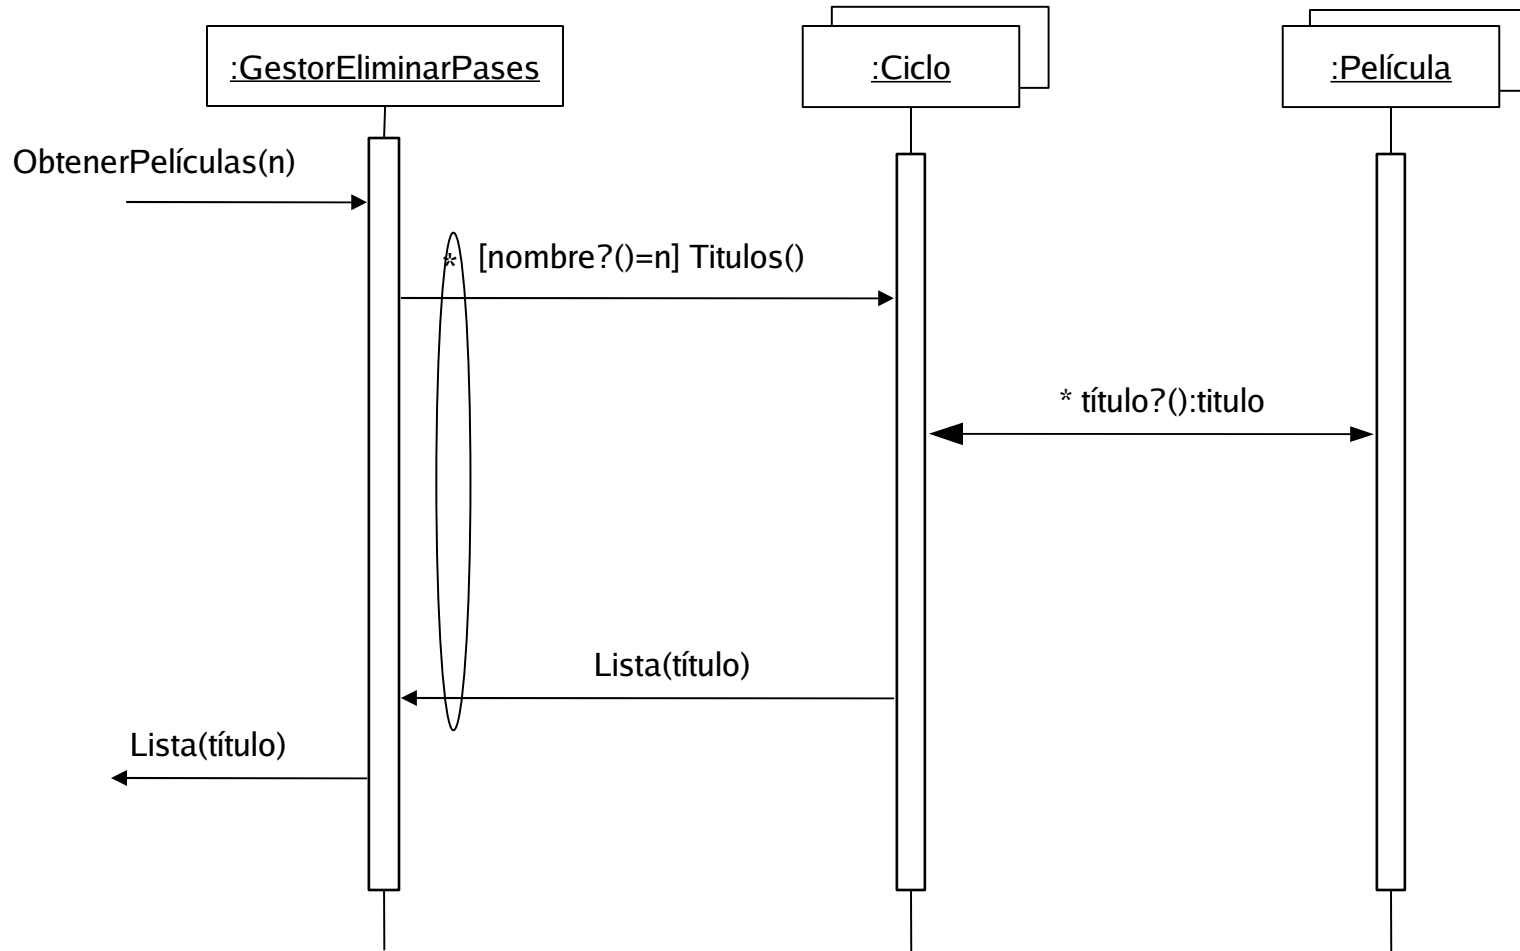 :GestorEliminarPases
:Ciclo
:Película
ObtenerPelículas(n)
* [nombre?()=n] Titulos()
* título?():titulo
Lista(título)
Lista(título)